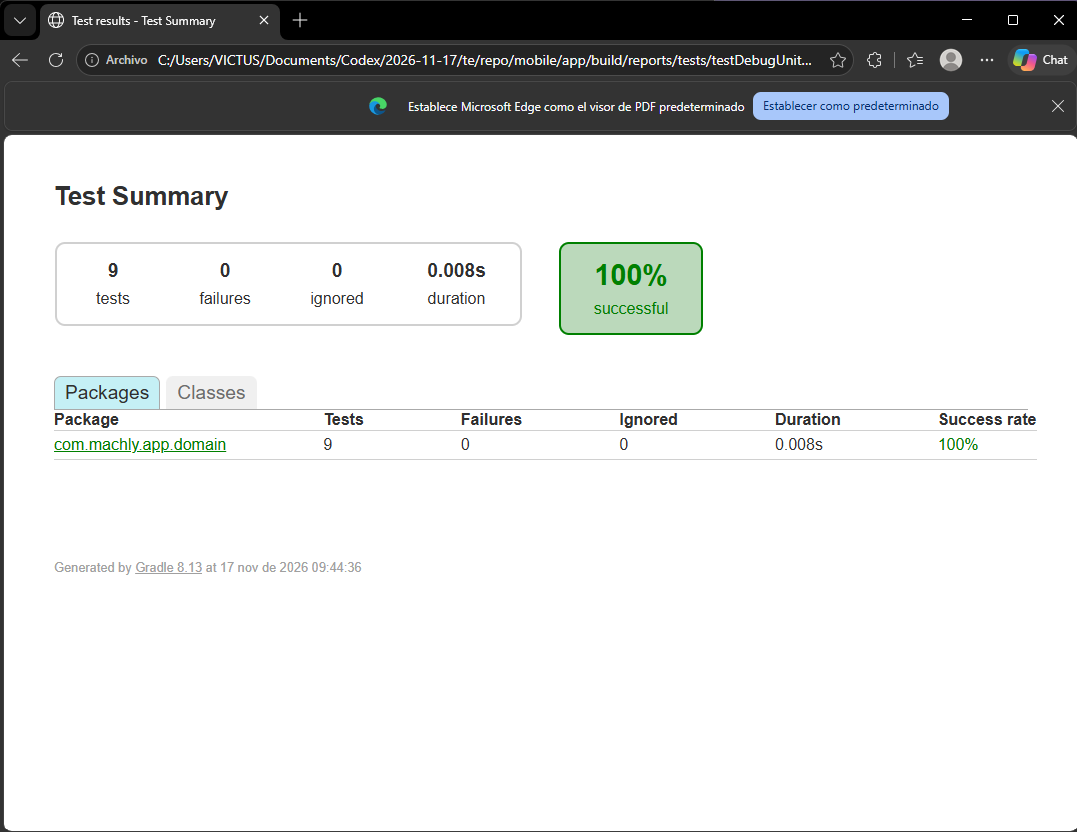 Test results - Test Summary
Archivo C:/Users/VICTUS/Documents/Codex/2026-11-17/te/repo/mobile/app/build/reports/tests/testDebugUnit...
Chat
Establece Microsoft Edge como el visor de PDF predeterminado Establecer como predeterminado
Test Summary
9 0 0 0.008s
tests failures ignored duration
100%
successful
Packages Classes
Package Tests Failures Ignored Duration Success rate
com.machly.app.domain 9 0 0 0.008s 100%
Generated by Gradle 8.13 at 17 nov de 2026 09:44:36